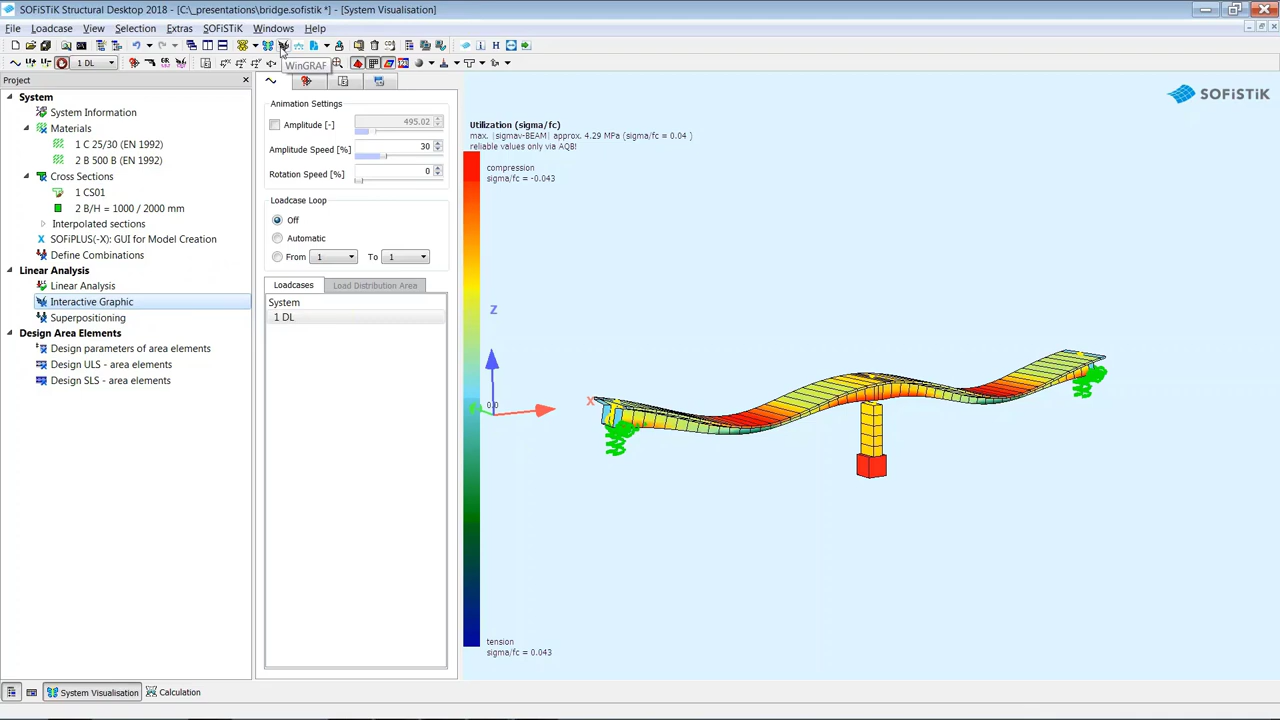 SOFiSTiK Structural Desktop 2018 - [C:\_presentations\bridge.sofistik *] - [System Visualisation]
File Loadcase View Selection Extras SOFiSTiK Windows Help
1 DL
WinGRAF
Project
System
System Information
Materials
1 C 25/30 (EN 1992)
2 B 500 B (EN 1992)
Cross Sections
1 CS01
2 B/H = 1000 / 2000 mm
Interpolated sections
SOFiPLUS(-X): GUI for Model Creation
Define Combinations
Linear Analysis
Linear Analysis
Interactive Graphic
Superpositioning
Design Area Elements
Design parameters of area elements
Design ULS - area elements
Design SLS - area elements
Animation Settings
Amplitude [-] 495.02
Amplitude Speed [%] 30
Rotation Speed [%] 0
Loadcase Loop
Off
Automatic
From 1 To 1
Loadcases Load Distribution Area
System
1 DL
SOFiSTiK
Utilization (sigma/fc)
max. |sigmav-BEAM| approx. 4.29 MPa (sigma/fc = 0.04 )
reliable values only via AQB!
compression
sigma/fc = -0.043
Z
X
0.0
tension
sigma/fc = 0.043
System Visualisation Calculation